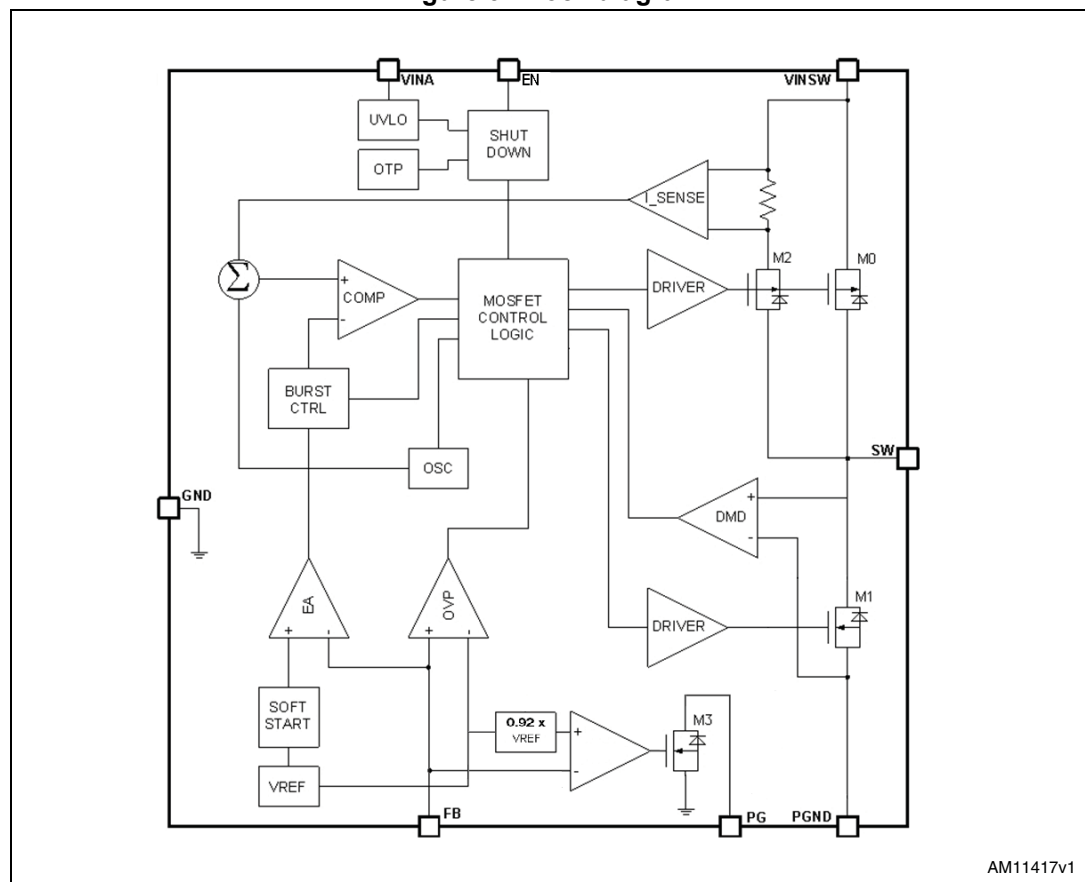 VINA
EN
VINSW
UVLO
SHUT
DOWN
OTP
I_SENSE
M2
M0
Σ
+
COMP
-
MOSFET
CONTROL
LOGIC
DRIVER
BURST
CTRL
OSC
SW
GND
+
DMD
-
EA
+ -
OVP
+ -
DRIVER
M1
SOFT
START
0.92 x
VREF
+
-
M3
VREF
FB
PG
PGND
AM11417v1